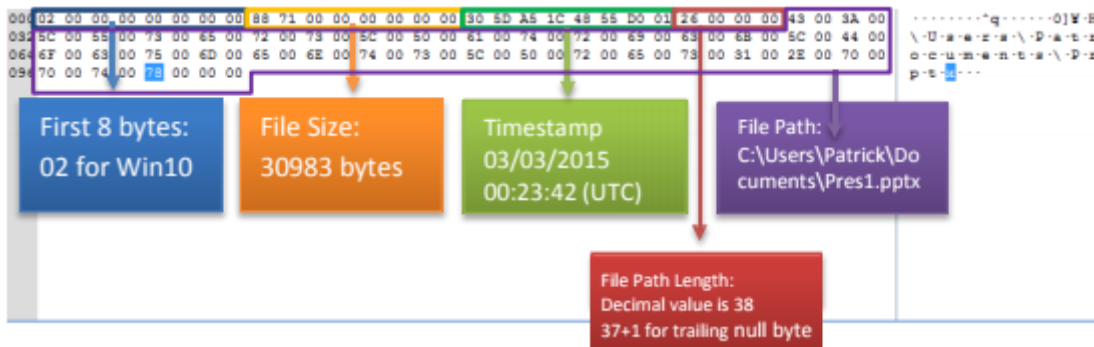 000 02 00 00 00 00 00 00 00 88 71 00 00 00 00 00 00 30 5D A5 1C 48 55 D0 01 26 00 00 00 43 00 3A 00 ········ˆq······0]¥·H
032 5C 00 55 00 73 00 65 00 72 00 73 00 5C 00 50 00 61 00 74 00 72 00 69 00 63 00 6B 00 5C 00 44 00 \·U·s·e·r·s·\·P·a·t·r
064 6F 00 63 00 75 00 6D 00 65 00 6E 00 74 00 73 00 5C 00 50 00 72 00 65 00 73 00 31 00 2E 00 70 00 o·c·u·m·e·n·t·s·\·P·r
096 70 00 74 00 78 00 00 00 p·t·x···
First 8 bytes:
02 for Win10
File Size:
30983 bytes
Timestamp
03/03/2015
00:23:42 (UTC)
File Path:
C:\Users\Patrick\Do
cuments\Pres1.pptx
File Path Length:
Decimal value is 38
37+1 for trailing null byte